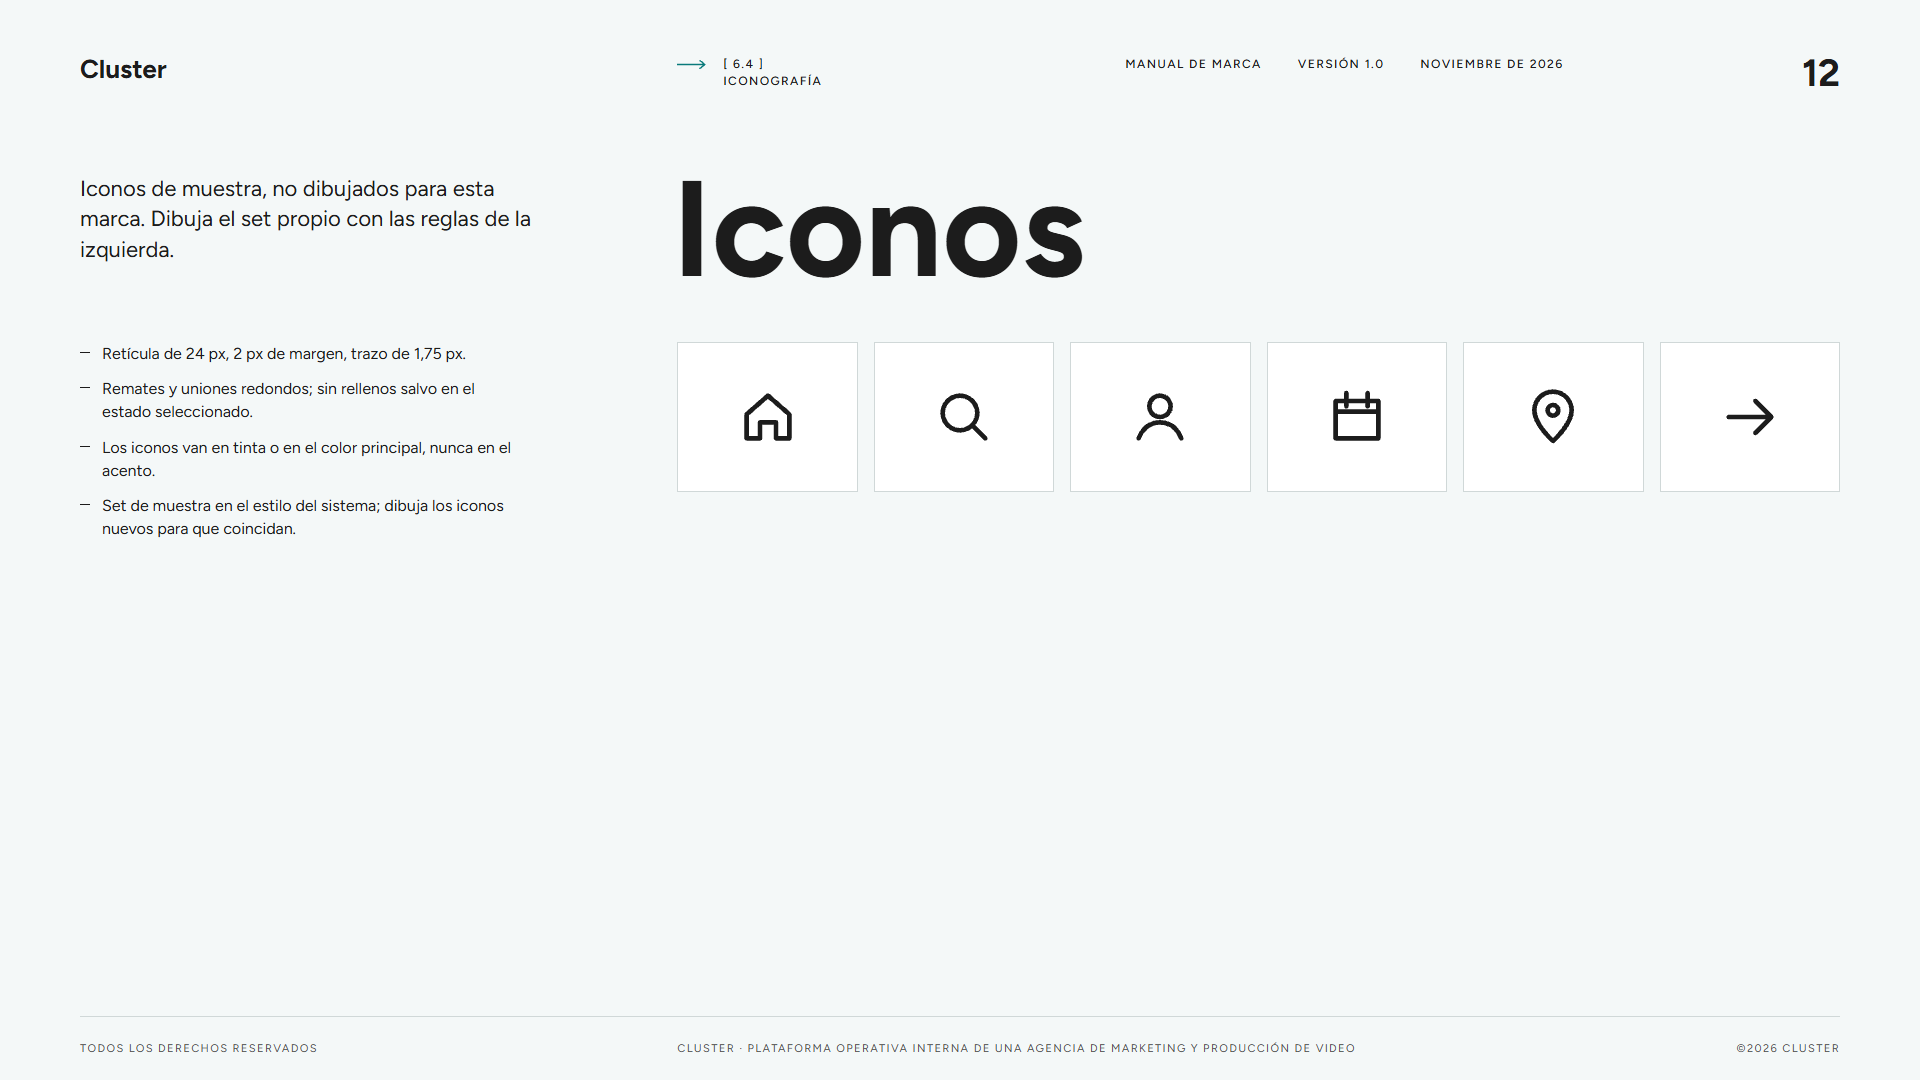 Cluster
[ 6.4 ]
ICONOGRAFÍA
MANUAL DE MARCA
VERSIÓN 1.0
NOVIEMBRE DE 2026
12
Iconos de muestra, no dibujados para esta
marca. Dibuja el set propio con las reglas de la
izquierda.
Retícula de 24 px, 2 px de margen, trazo de 1,75 px.
Remates y uniones redondos; sin rellenos salvo en el
estado seleccionado.
Los iconos van en tinta o en el color principal, nunca en el
acento.
Set de muestra en el estilo del sistema; dibuja los iconos
nuevos para que coincidan.
Iconos
TODOS LOS DERECHOS RESERVADOS
CLUSTER · PLATAFORMA OPERATIVA INTERNA DE UNA AGENCIA DE MARKETING Y PRODUCCIÓN DE VIDEO
©2026 CLUSTER